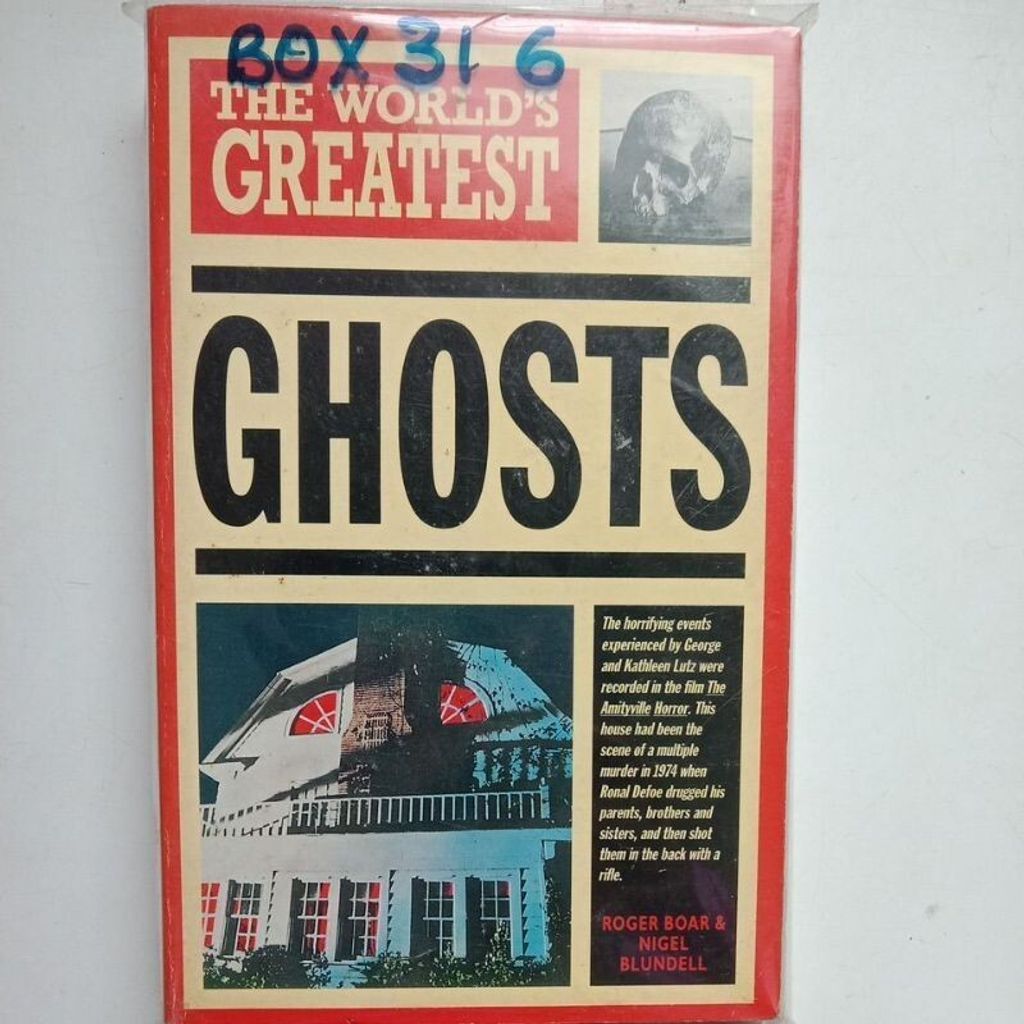 BOX 316
THE WORLD'S
GREATEST
GHOSTS
The horrifying events
experienced by George
and Kathleen Lutz were
recorded in the film The
Amityville Horror. This
house had been the
scene of a multiple
murder in 1974 when
Ronal Defoe drugged his
parents, brothers and
sisters, and then shot
them in the back with a
rifle.
ROGER BOAR &
NIGEL
BLUNDELL